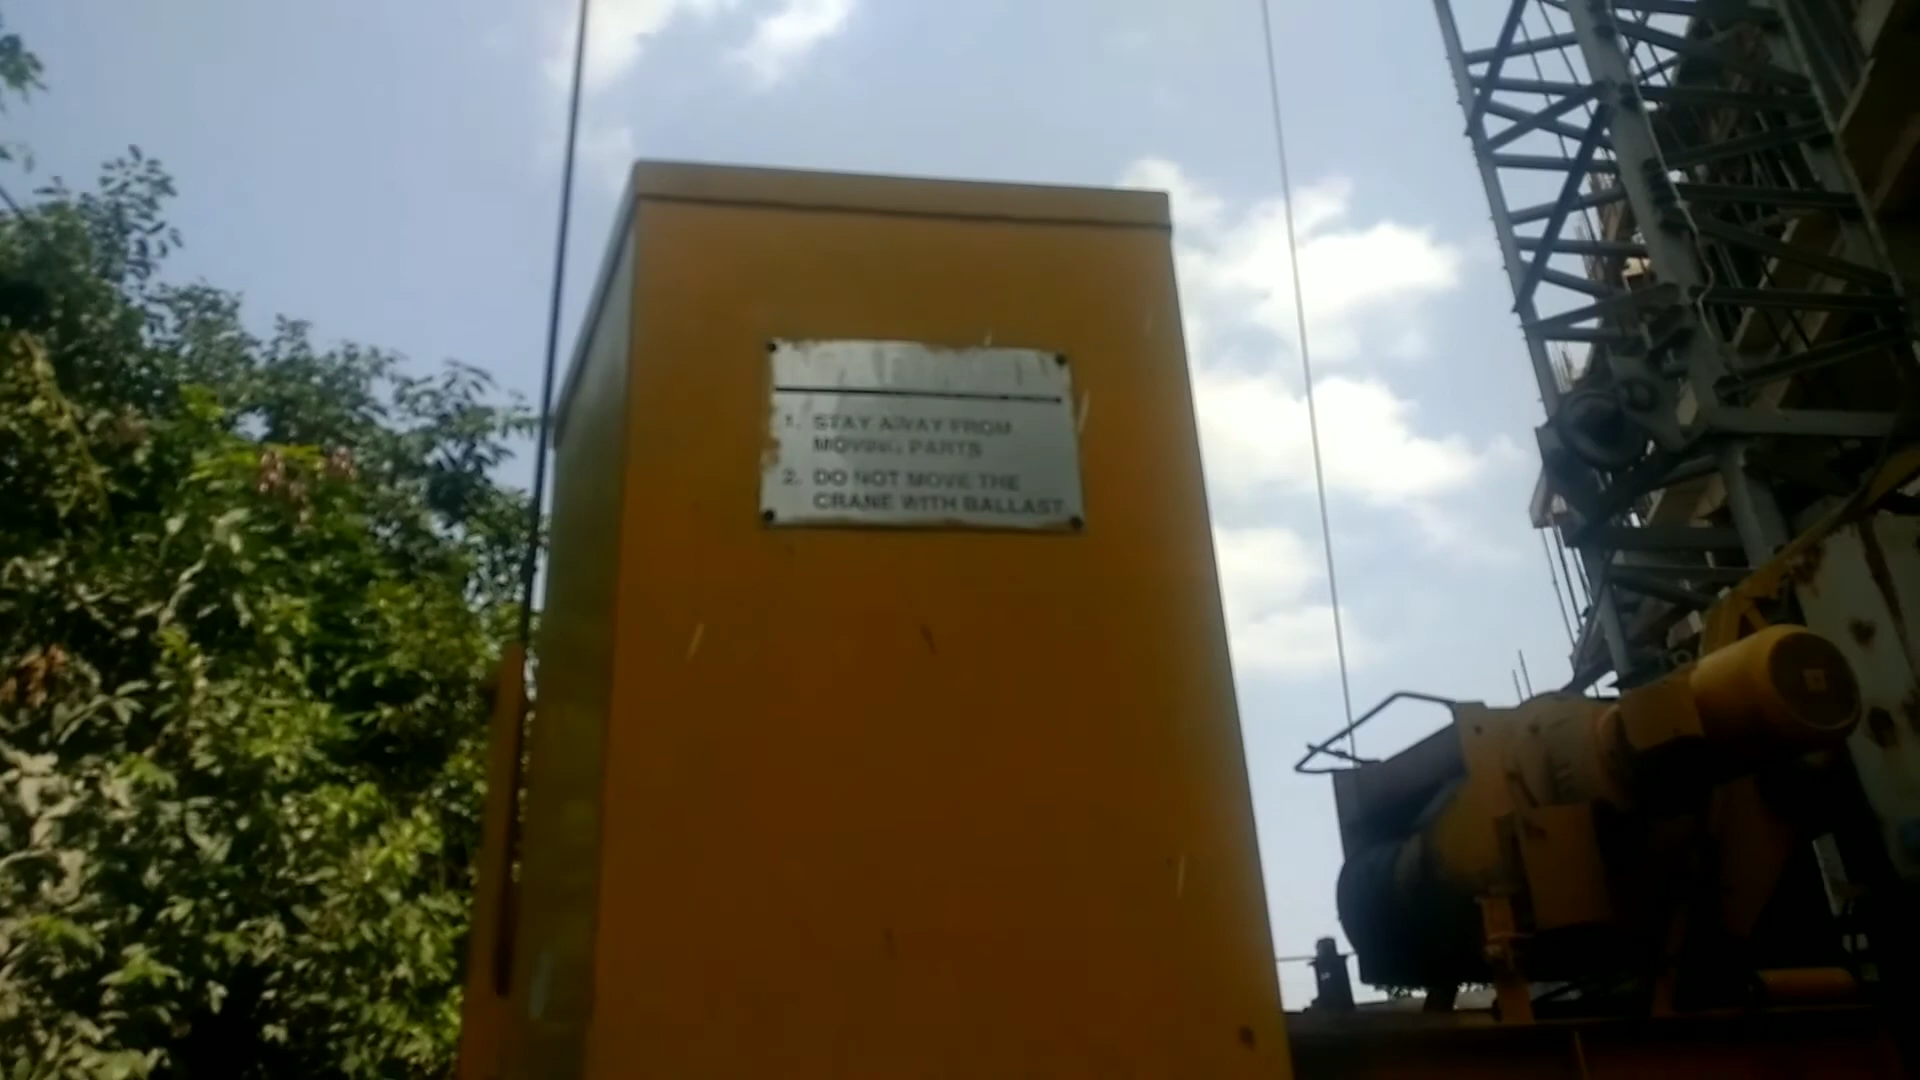 1. STAY AWAY FROM
MOVING PARTS
2. DO NOT MOVE THE
CRANE WITH BALLAST